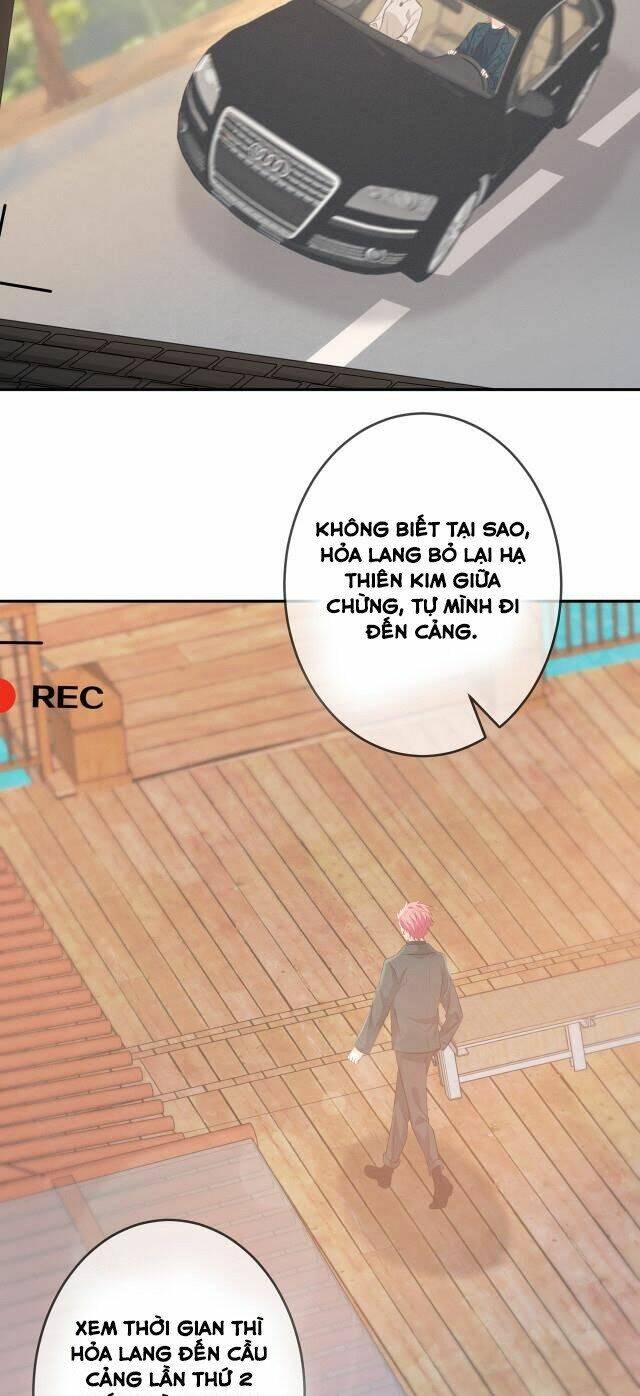 KHÔNG BIẾT TẠI SAO,
HỎA LANG BỎ LẠI HẠ
THIÊN KIM GIỮA
CHỪNG, TỰ MÌNH ĐI
ĐẾN CẢNG.
REC
XEM THỜI GIAN THÌ
HỎA LANG ĐẾN CẦU
CẢNG LẦN THỨ 2